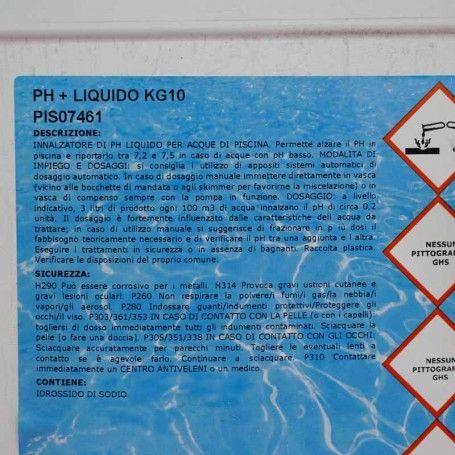 PH + LIQUIDO KG10
PIS07461
DESCRIZIONE:
INNALZATORE DI PH LIQUIDO PER ACQUE DI PISCINA. Permette alzare il PH in
piscina e riportarlo tra 7,2 e 7,5 in caso di acque con pH basso. MODALITA DI
IMPIEGO E DOSAGGI: si consiglia l utilizzo di appositi sistemi automatici di
dosaggio automatico. In caso di dosaggio manuale immettere direttamente in vasca
(vicino alle bocchette di mandata o agli skimmer per favorirne la miscelazione) o in
vasca di compenso sempre con la pompa in funzione. DOSAGGIO: a livello
indicativo, 3 litri di prodotto ogni 100 m3 di acqua innalzano il pH di circa 0.2
unità. Il dosaggio è fortemente influenzato dalle caratteristiche dell acqua da
trattare; in caso di utilizzo manuale si suggerisce di frazionare in p iù dosi il
fabbisogno teoricamente necessario e di verificare il pH tra una aggiunta e l altra.
Eseguire i trattamenti in sicurezza o in assenza di bagnanti. Raccolta plastica.
Verificare le disposizioni del proprio comune.
SICUREZZA:
H290 Può essere corrosivo per i metalli. H314 Provoca gravi ustioni cutanee e
gravi lesioni oculari. P260 Non respirare la polvere/i fumi/i gas/la nebbia/i
vapori/gli aerosol. P280 Indossare guanti/indumenti protettivi/Proteggere gli
occhi/il viso. P303/361/353 IN CASO DI CONTATTO CON LA PELLE (o con i capelli):
togliersi di dosso immediatamente tutti gli indumenti contaminati. Sciacquare la
pelle [o fare una doccia]. P305/351/338 IN CASO DI CONTATTO CON GLI OCCHI:
Sciacquare accuratamente per parecchi minuti. Togliere le eventuali lenti a
contatto se è agevole farlo. Continuare a sciacquare. P310 Contattare
immediatamente un CENTRO ANTIVELENI o un medico.
CONTIENE:
IDROSSIDO DI SODIO
NESSUN
PITTOGRAM
GHS
NESSUN
PITTOGRAM
GHS